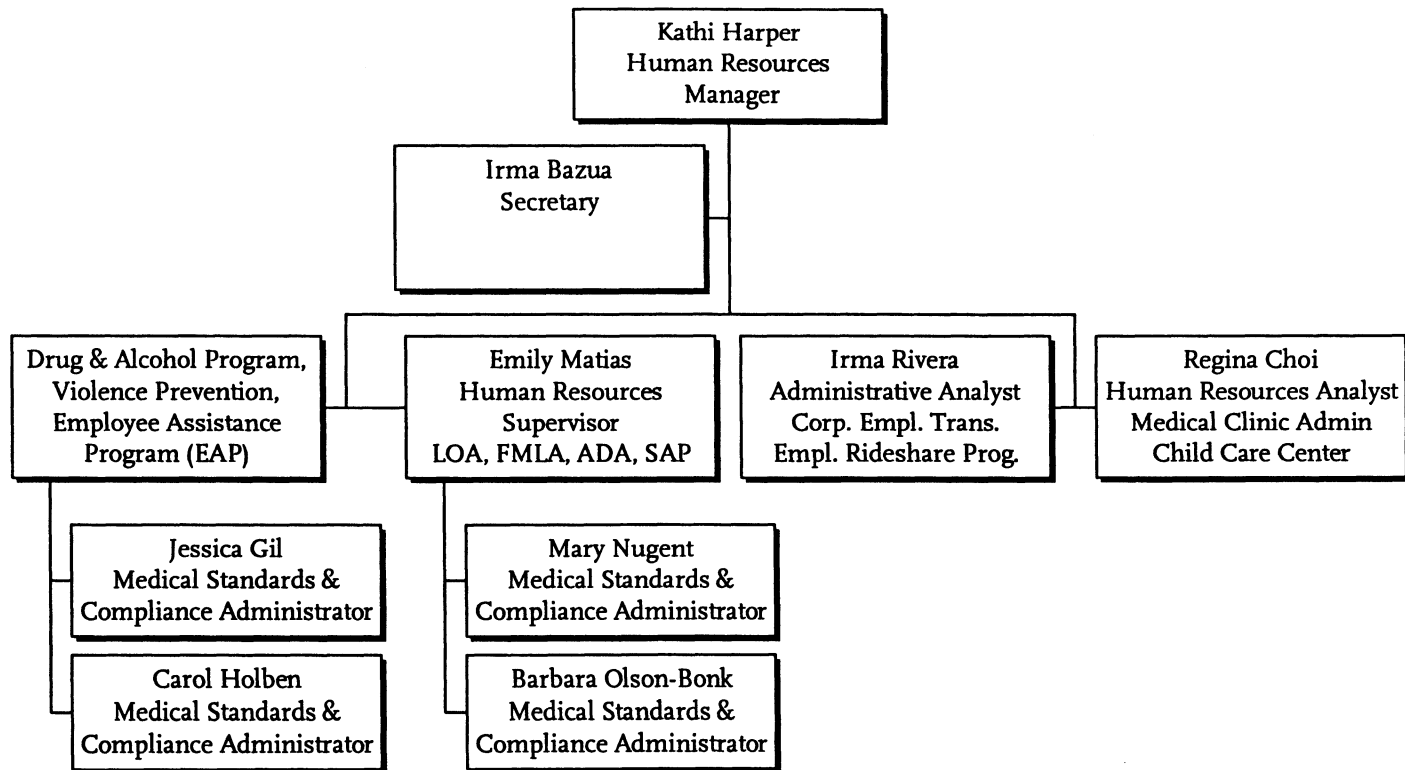 Kathi Harper
Human Resources
Manager
Irma Bazua
Secretary
Drug & Alcohol Program,
Violence Prevention,
Employee Assistance
Program (EAP)
Emily Matias
Human Resources
Supervisor
LOA, FMLA, ADA, SAP
Irma Rivera
Administrative Analyst
Corp. Empl. Trans.
Empl. Rideshare Prog.
Regina Choi
Human Resources Analyst
Medical Clinic Admin
Child Care Center
Jessica Gil
Medical Standards &
Compliance Administrator
Carol Holben
Medical Standards &
Compliance Administrator
Mary Nugent
Medical Standards &
Compliance Administrator
Barbara Olson-Bonk
Medical Standards &
Compliance Administrator